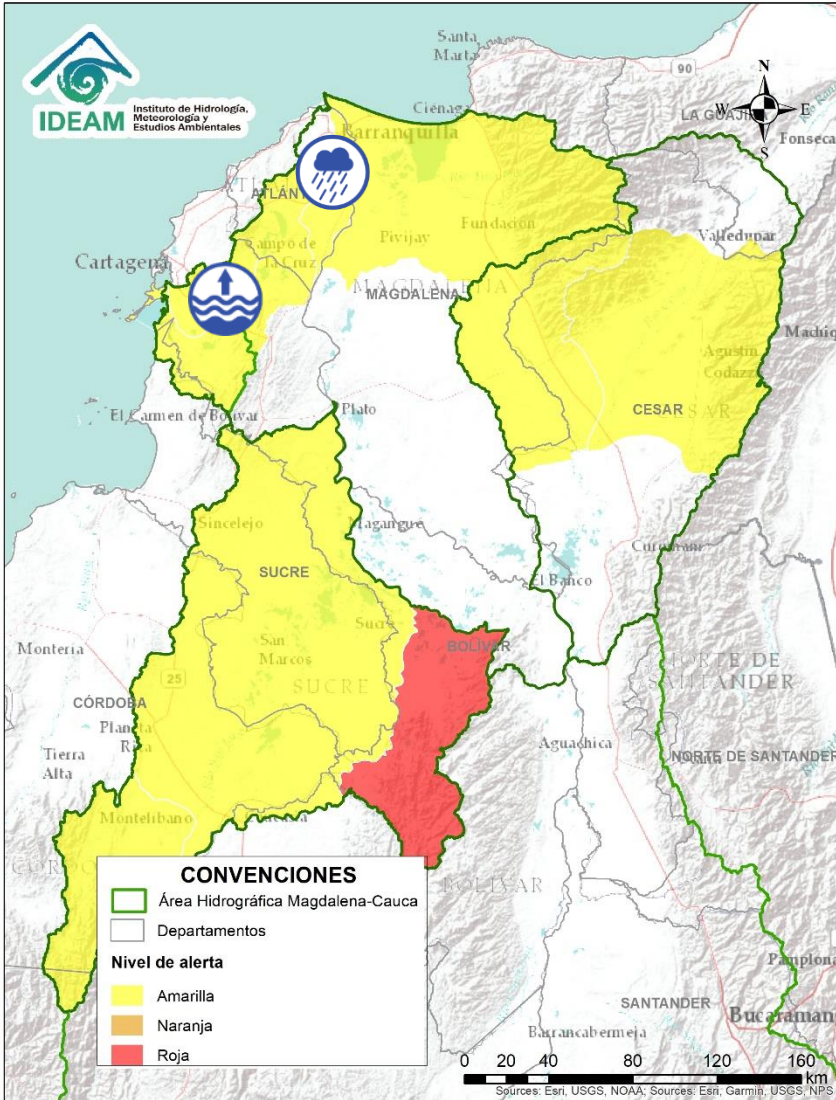 IDEAM
Instituto de Hidrología,
Meteorología y
Estudios Ambientales
Santa
Marta
90
N
W
E
S
LA GUAJIRA
Fonseca
Ciénaga
Barranquilla
Valledupar
Pivijay
Fundación
Campo de
la Cruz
Cartagena
MAGDALENA
MAGDALENA
Agustín
Codazzi
CESAR
El Carmen de Bolívar
Plato
Sincelejo
Magangue
SUCRE
Curumaní
El Banco
Sucre
San
Marcos
BOLÍVAR
Montería
SUCRE
NORTE DE
SANTANDER
25
CÓRDOBA
Planeta
Rica
Tierra
Alta
Aguachica
NORTE DE SANTANDER
Montelíbano
BOLÍVAR
CONVENCIONES
Área Hidrográfica Magdalena-Cauca
Departamentos
Nivel de alerta
Amarilla
Naranja
Roja
Pamplona
SANTANDER
Bucaraman
Barrancabermeja
0 20 40 80 120 160
km
Sources: Esri, USGS, NOAA; Sources: Esri, Garmin, USGS, NPS